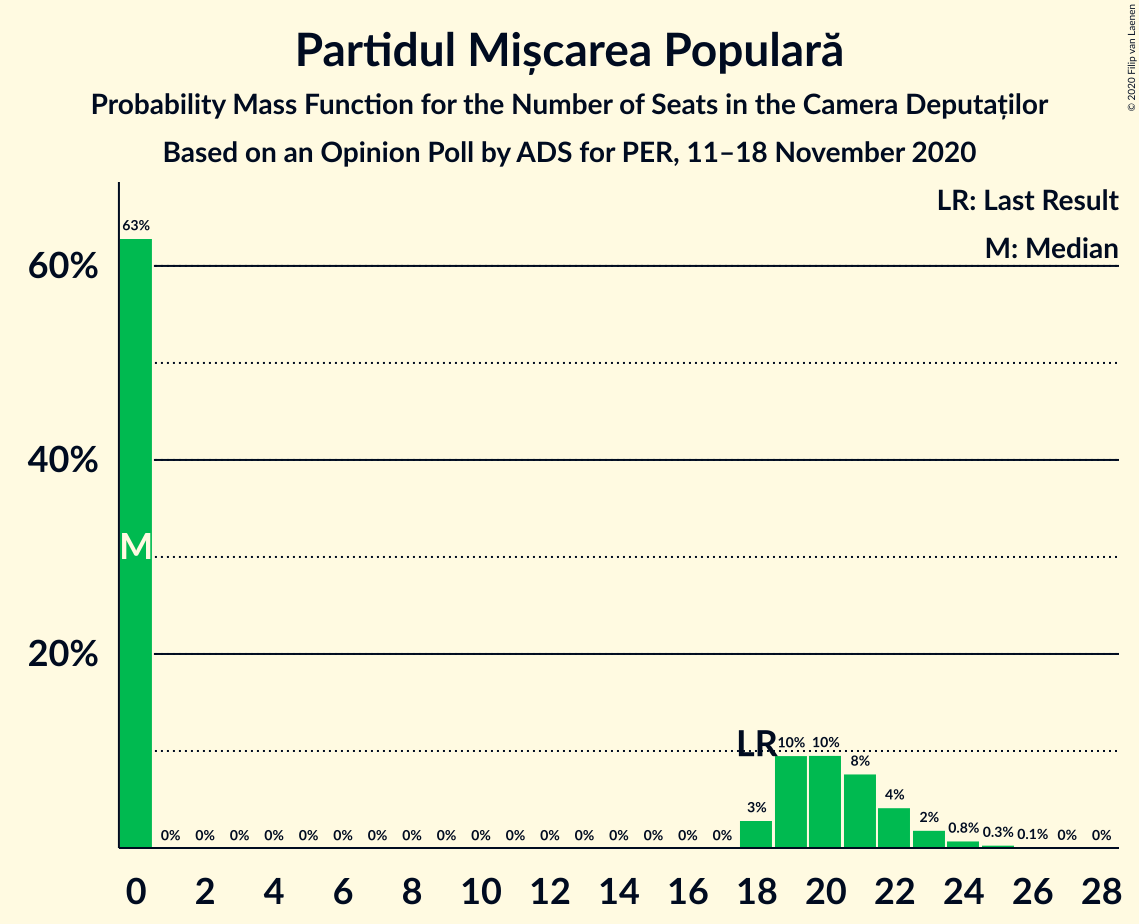 Partidul Mișcarea Populară
Probability Mass Function for the Number of Seats in the Camera Deputaților
Based on an Opinion Poll by ADS for PER, 11–18 November 2020
© 2020 Filip van Laenen
LR: Last Result
M: Median
60%
40%
20%
63%
M
0% 0% 0% 0% 0% 0% 0% 0% 0% 0% 0% 0% 0% 0% 0% 0% 0%
LR
3% 10% 10% 8% 4% 2% 0.8% 0.3% 0.1% 0% 0%
0 2 4 6 8 10 12 14 16 18 20 22 24 26 28